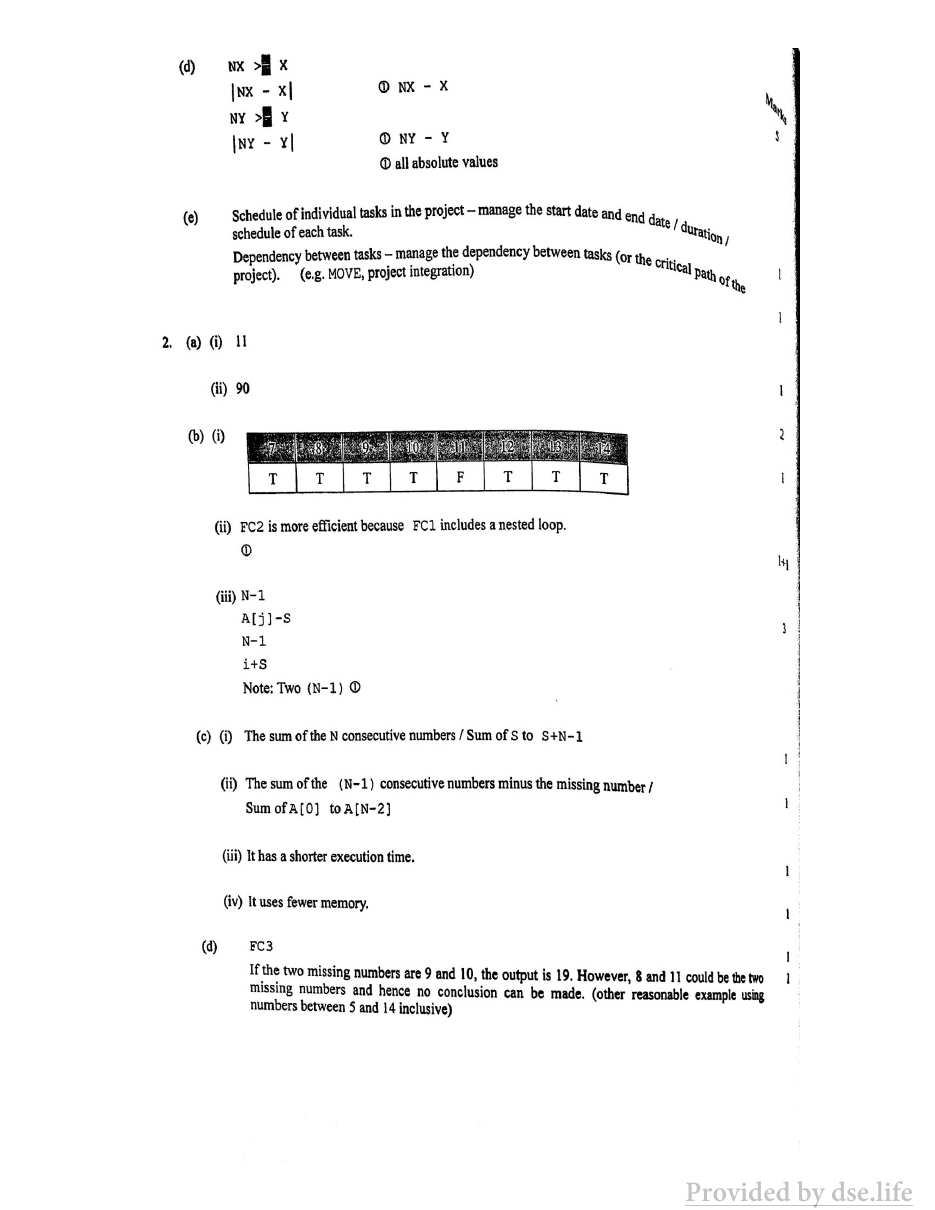 (d) NX >= X
|NX - X| ① NX - X
Marks
NY >= Y
|NY - Y| ① NY - Y 3
① all absolute values
(e) Schedule of individual tasks in the project – manage the start date and end date / duration /
schedule of each task.
Dependency between tasks – manage the dependency between tasks (or the critical path of the
project). (e.g. MOVE, project integration) 1
1
2. (a) (i) 11
(ii) 90 1
(b) (i) 2
7 8 9 10 11 12 13 14
T T T T F T T T 1
(ii) FC2 is more efficient because FC1 includes a nested loop.
①
1+1
(iii) N-1
A[j]-S
3
N-1
i+S
Note: Two (N-1) ①
(c) (i) The sum of the N consecutive numbers / Sum of S to S+N-1
1
(ii) The sum of the (N-1) consecutive numbers minus the missing number /
Sum of A[0] to A[N-2] 1
(iii) It has a shorter execution time.
1
(iv) It uses fewer memory.
1
(d) FC3 1
If the two missing numbers are 9 and 10, the output is 19. However, 8 and 11 could be the two 1
missing numbers and hence no conclusion can be made. (other reasonable example using
numbers between 5 and 14 inclusive)
Provided by dse.life